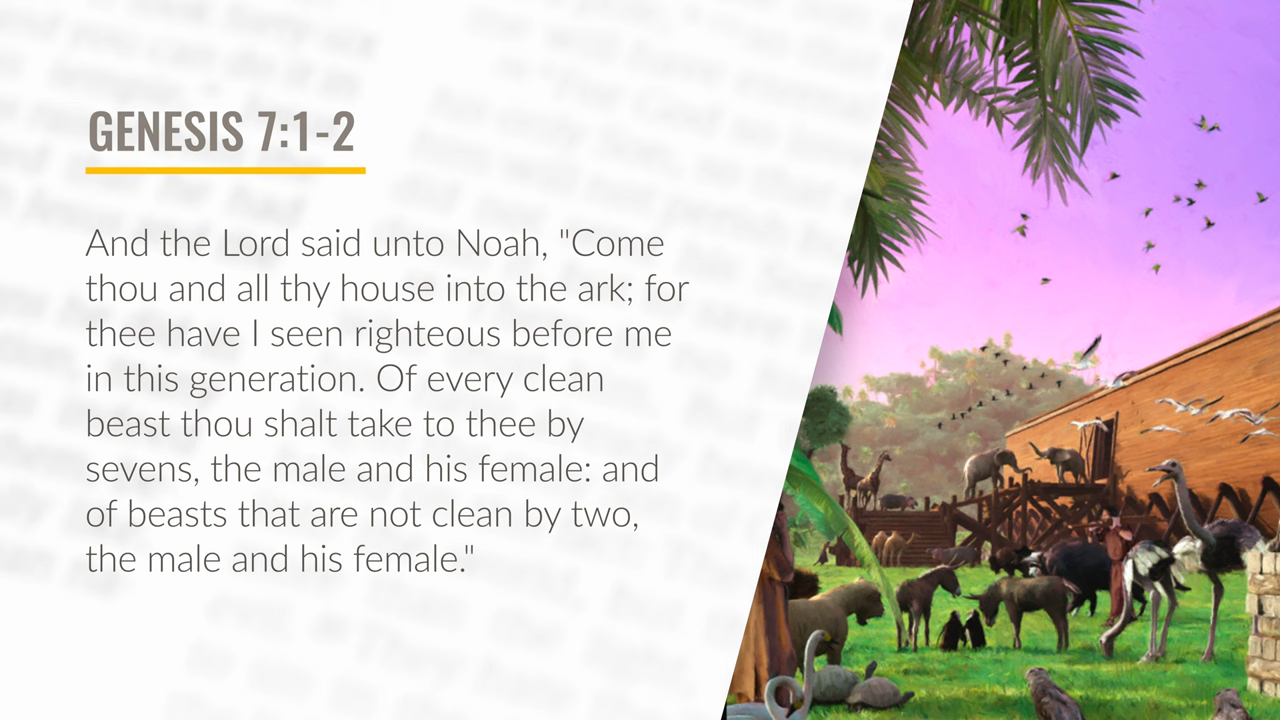 GENESIS 7:1-2
And the Lord said unto Noah, "Come
thou and all thy house into the ark; for
thee have I seen righteous before me
in this generation. Of every clean
beast thou shalt take to thee by
sevens, the male and his female: and
of beasts that are not clean by two,
the male and his female."